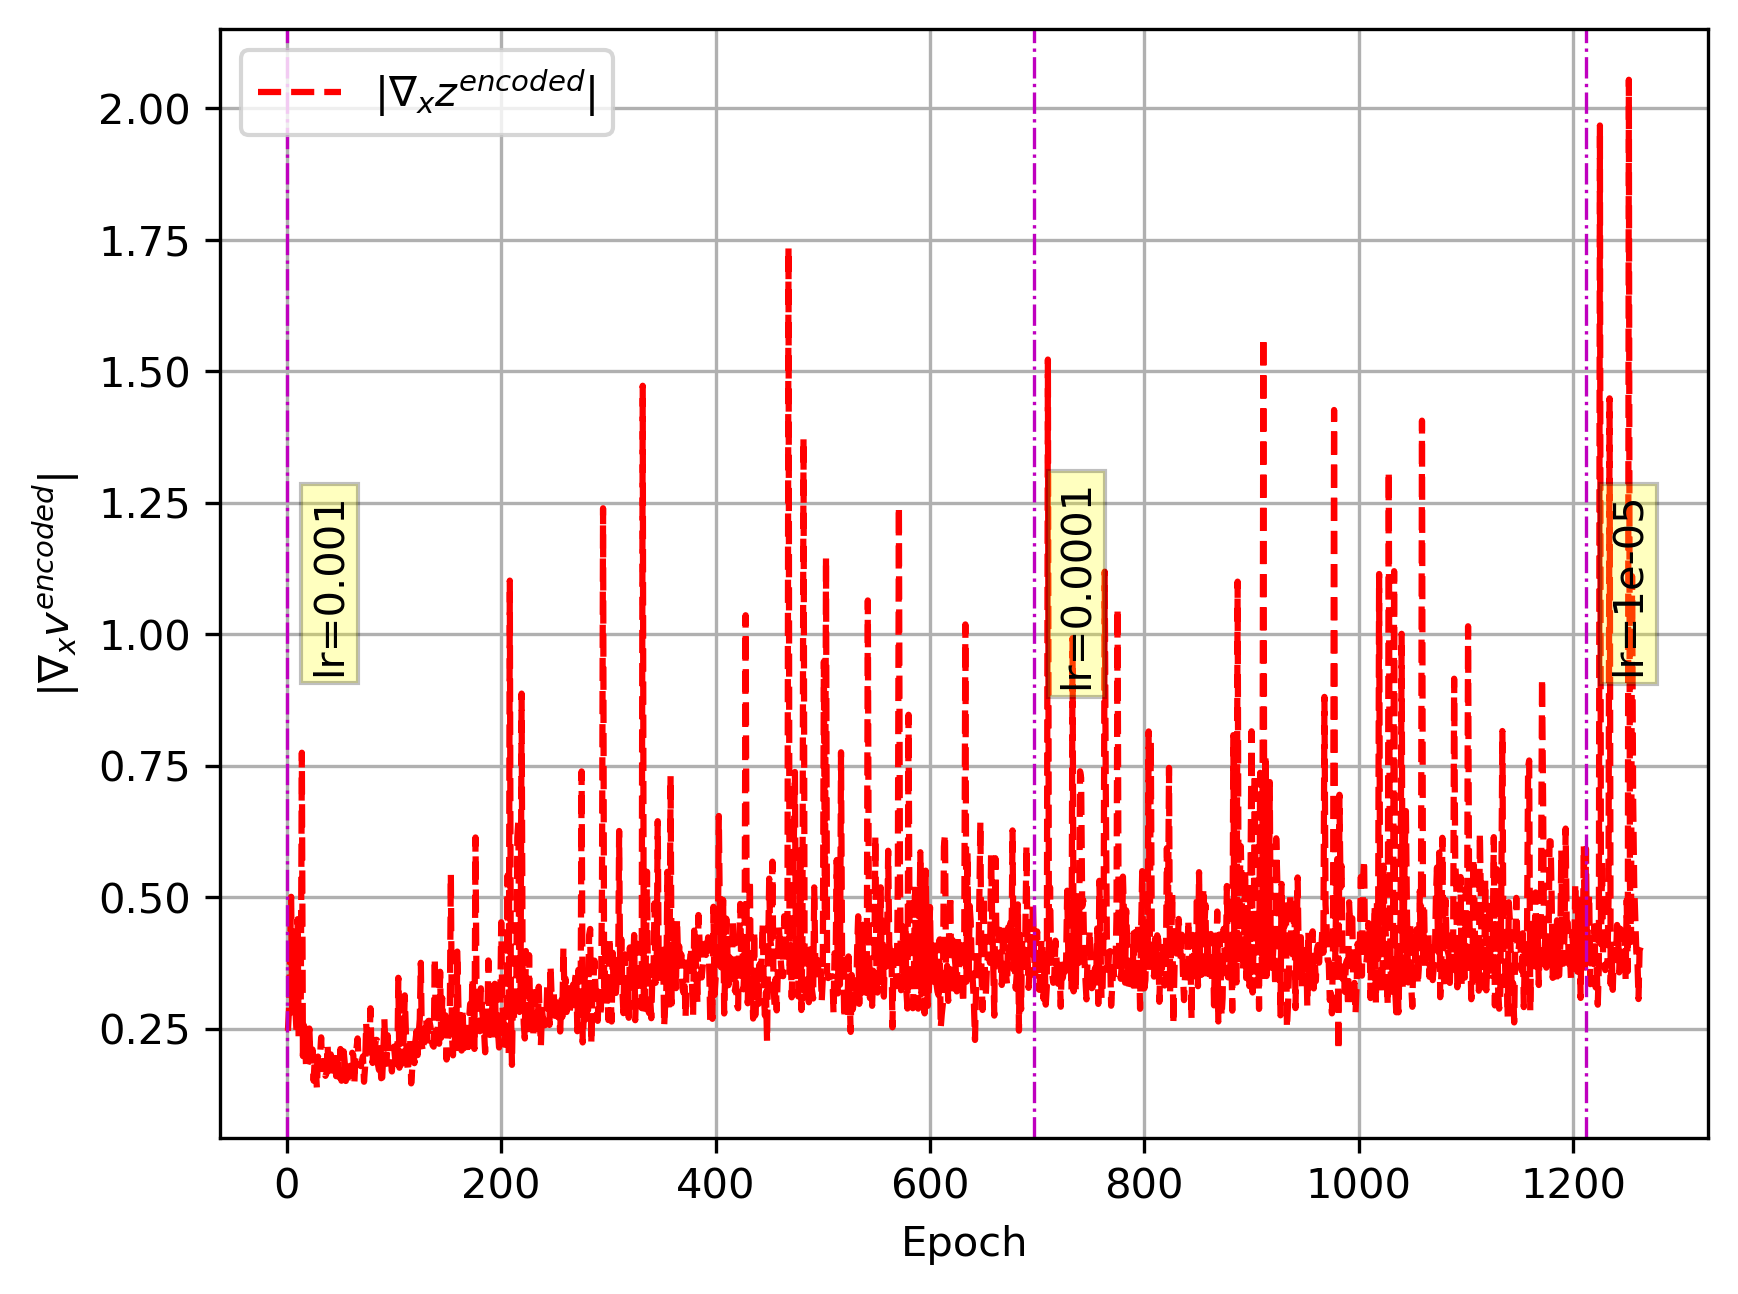 |∇ₓz^{encoded}|
2.00
1.75
1.50
1.25
1.00
0.75
0.50
0.25
|∇ₓv^{encoded}|
lr=0.001
lr=0.0001
lr=1e-05
0 200 400 600 800 1000 1200
Epoch